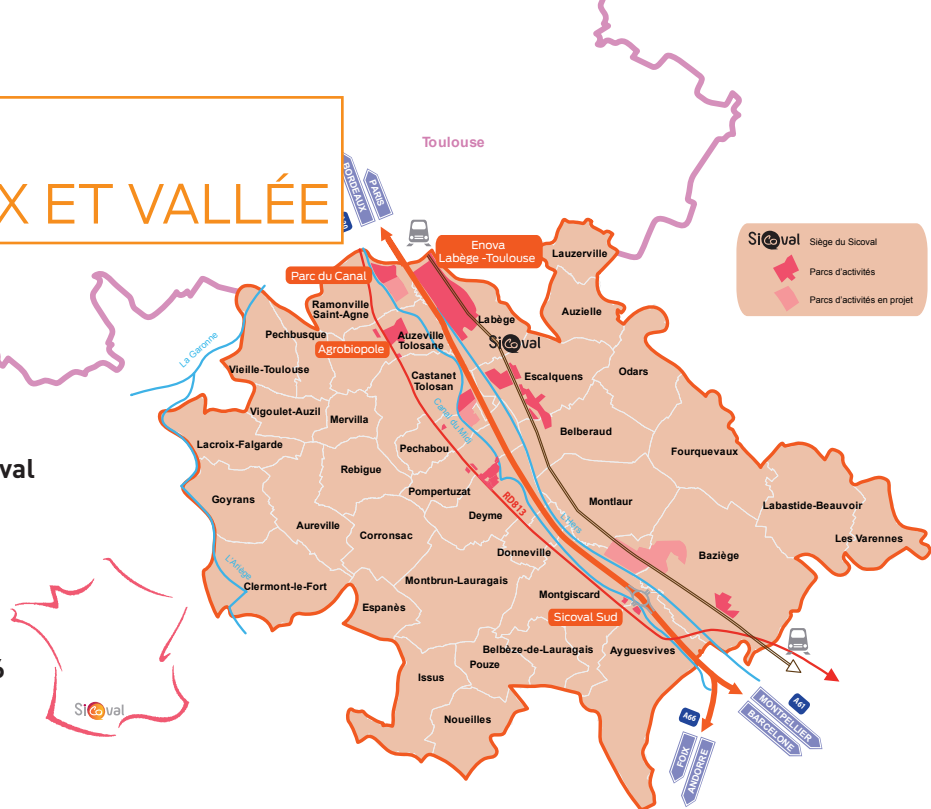 Toulouse
X ET VALLÉE
BORDEAUX
PARIS
Enova
Labège -Toulouse
Lauzerville
Sicoval
Siège du Sicoval
Parcs d'activités
Parcs d'activités en projet
Parc du Canal
Ramonville
Saint-Agne
Auzielle
Labège
La Garonne
Pechbusque
Auzeville
Tolosane
Agrobiopole
Sicoval
Vieille-Toulouse
Castanet
Tolosan
Escalquens
Odars
Vigoulet-Auzil
Mervilla
Canal du Midi
Belberaud
Lacroix-Falgarde
Pechabou
Fourquevaux
val
Rebigue
Goyrans
Pompertuzat
RD813
Montlaur
Labastide-Beauvoir
Aureville
Deyme
L'Hers
Corronsac
Les Varennes
Donneville
Baziège
L'Ariège
Clermont-le-Fort
Montbrun-Lauragais
Montgiscard
Espanès
Sicoval Sud
Belbèze-de-Lauragais
Ayguesvives
Pouze
Issus
Sicoval
Noueilles
A61
MONTPELLIER
BARCELONE
A66
FOIX
ANDORRE